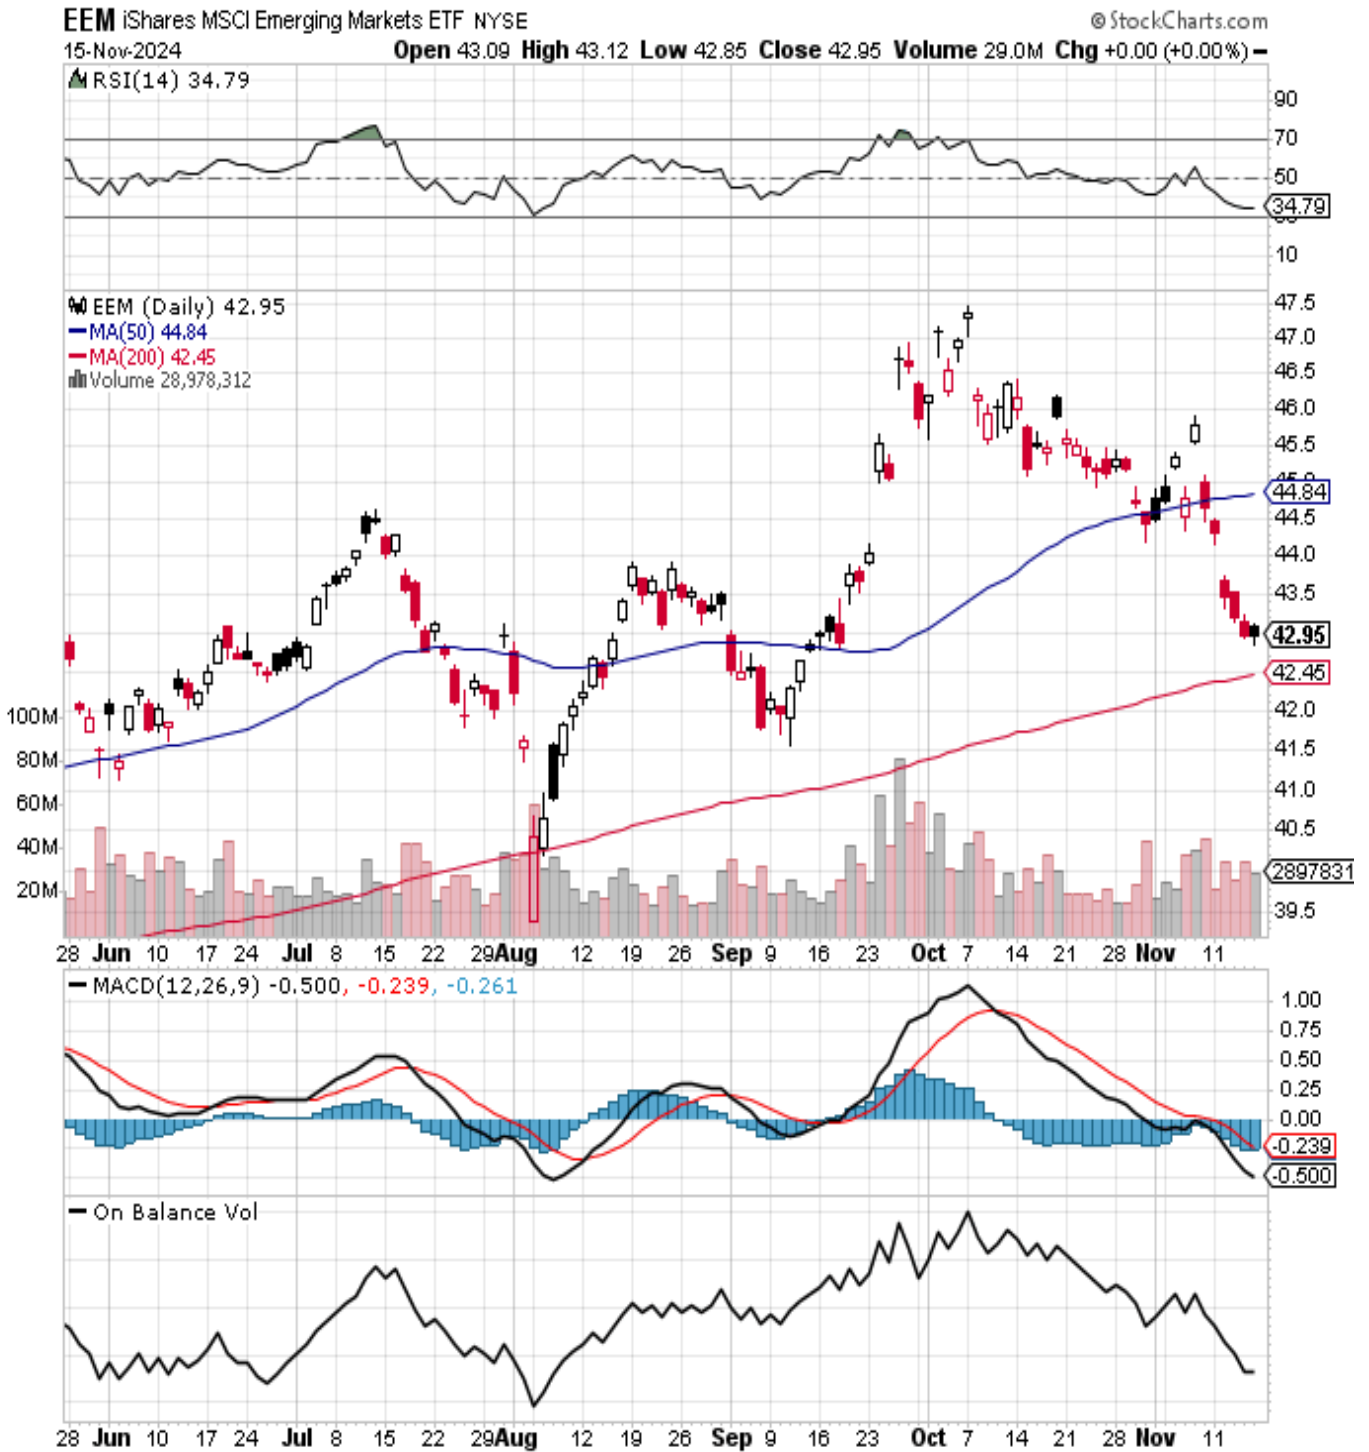 EEM iShares MSCI Emerging Markets ETF NYSE © StockCharts.com
15-Nov-2024 Open 43.09 High 43.12 Low 42.85 Close 42.95 Volume 29.0M Chg +0.00 (+0.00%)
RSI(14) 34.79
90
70
50
34.79
10
EEM (Daily) 42.95
MA(50) 44.84
MA(200) 42.45
Volume 28,978,312
47.5
47.0
46.5
46.0
45.5
44.84
44.5
44.0
43.5
42.95
42.45
42.0
41.5
41.0
40.5
2897831
39.5
100M
80M
60M
40M
20M
28 Jun 10 17 24 Jul 8 15 22 29 Aug 12 19 26 Sep 9 16 23 Oct 7 14 21 28 Nov 11
MACD(12,26,9) -0.500, -0.239, -0.261
1.00
0.75
0.50
0.25
0.00
-0.239
-0.500
On Balance Vol
28 Jun 10 17 24 Jul 8 15 22 29 Aug 12 19 26 Sep 9 16 23 Oct 7 14 21 28 Nov 11